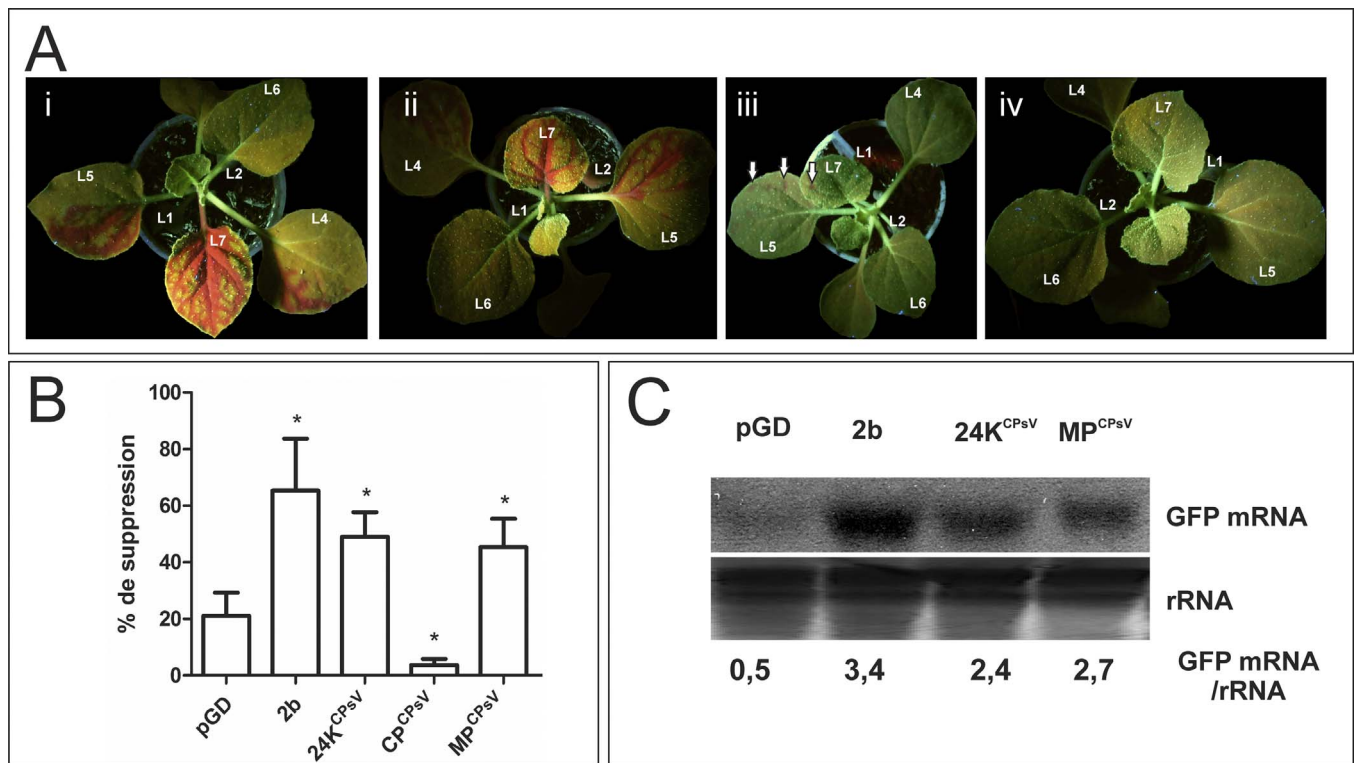 A
i
L6
L5
L2
L1
L4
L7
ii
L7
L4
L2
L1
L5
L6
iii
L4
L1
L7
L2
L5
L6
iv
L4
L7
L1
L2
L6
L5
B
% de suppression
100
80
60
40
20
0
*
*
*
*
pGD
2b
24K^CPsV
CP^CPsV
MP^CPsV
C
pGD 2b 24K^CPsV MP^CPsV
GFP mRNA
rRNA
0,5 3,4 2,4 2,7 GFP mRNA
/rRNA